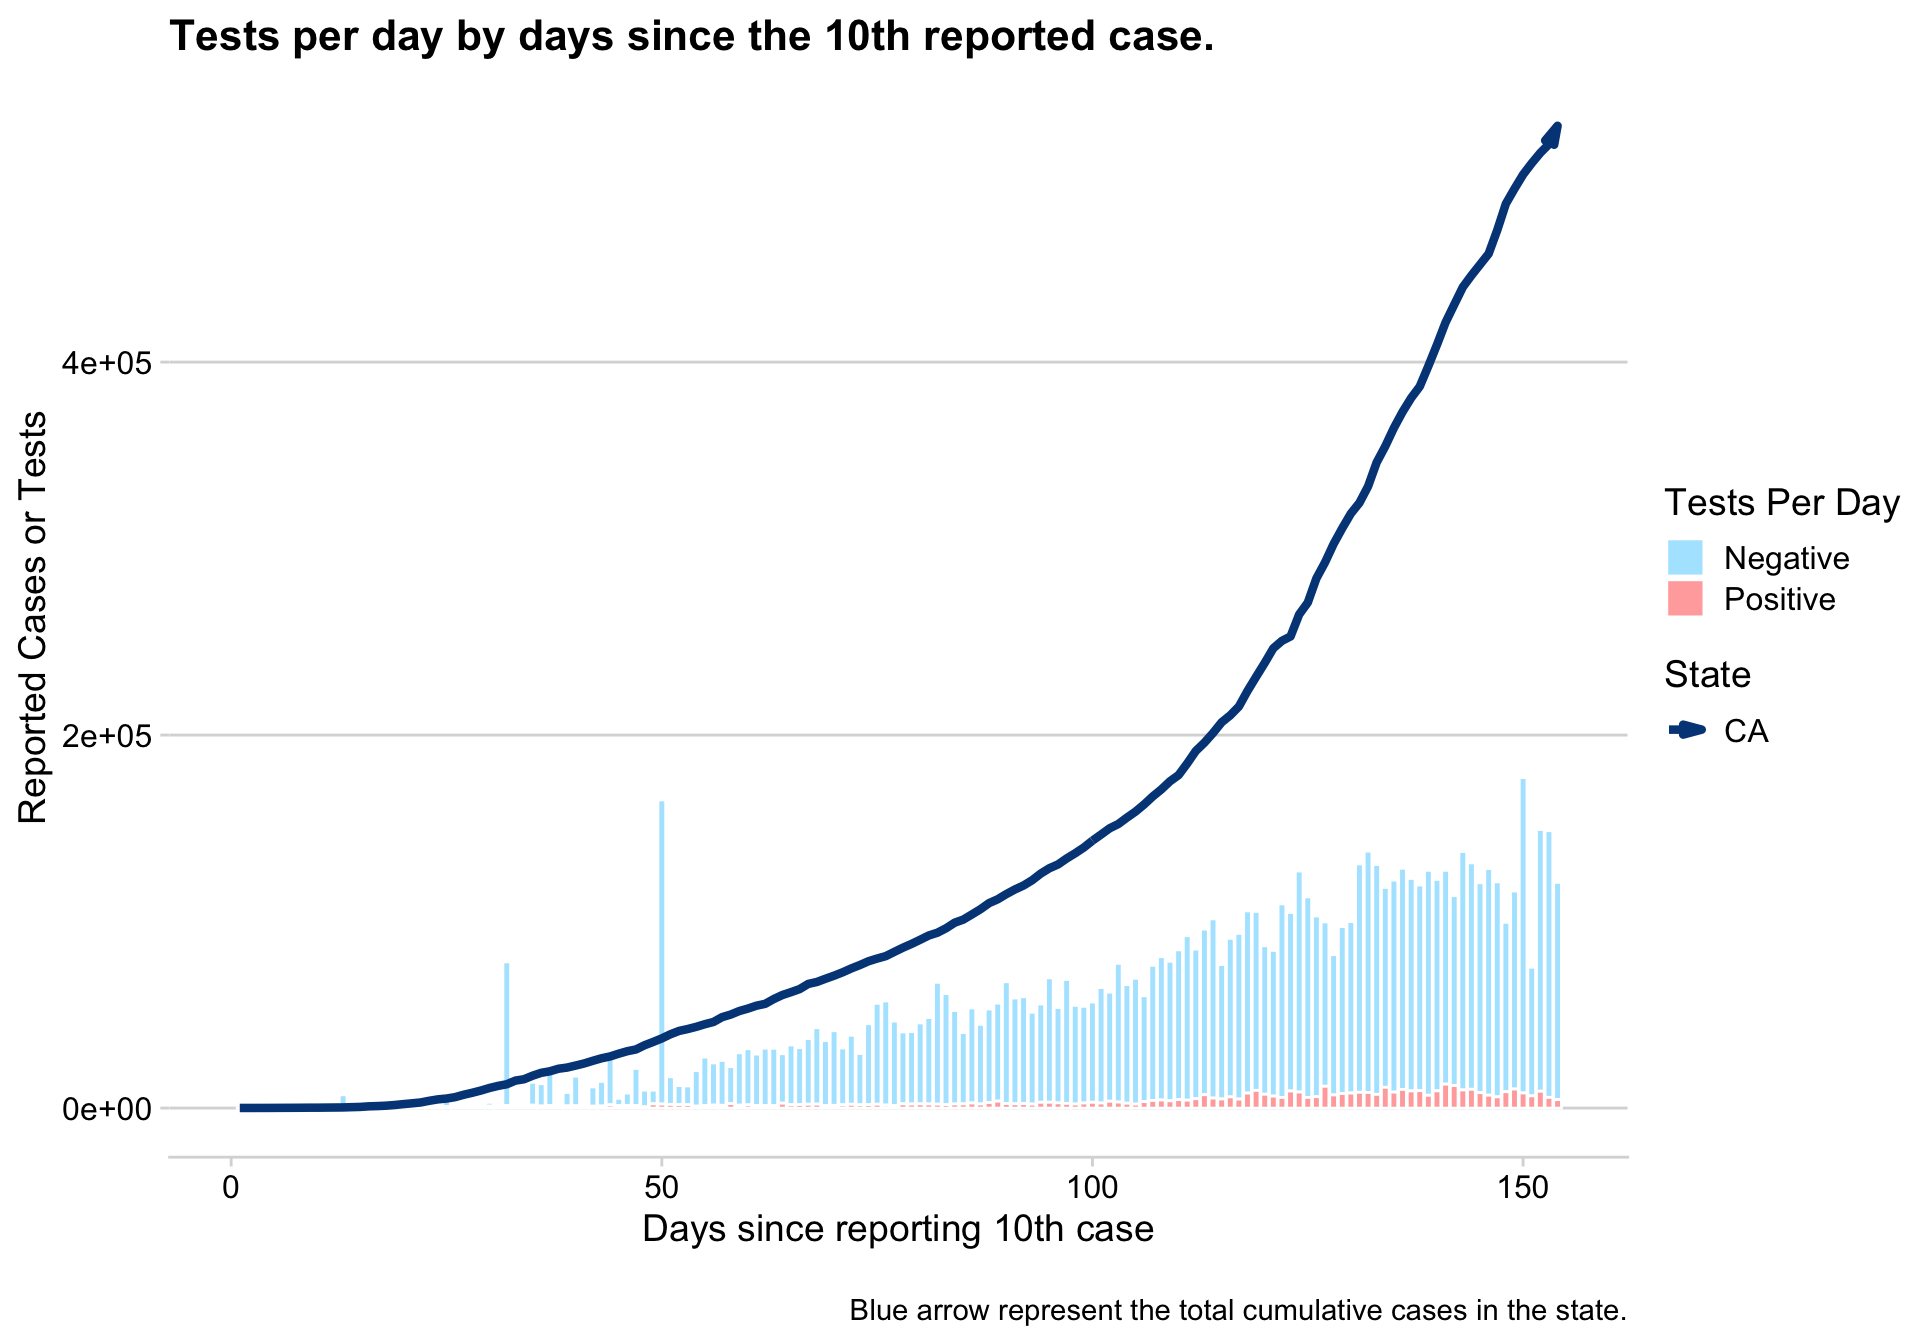 Tests per day by days since the 10th reported case.
Reported Cases or Tests
4e+05
2e+05
0e+00
0
50
100
150
Days since reporting 10th case
Tests Per Day
Negative
Positive
State
CA
Blue arrow represent the total cumulative cases in the state.